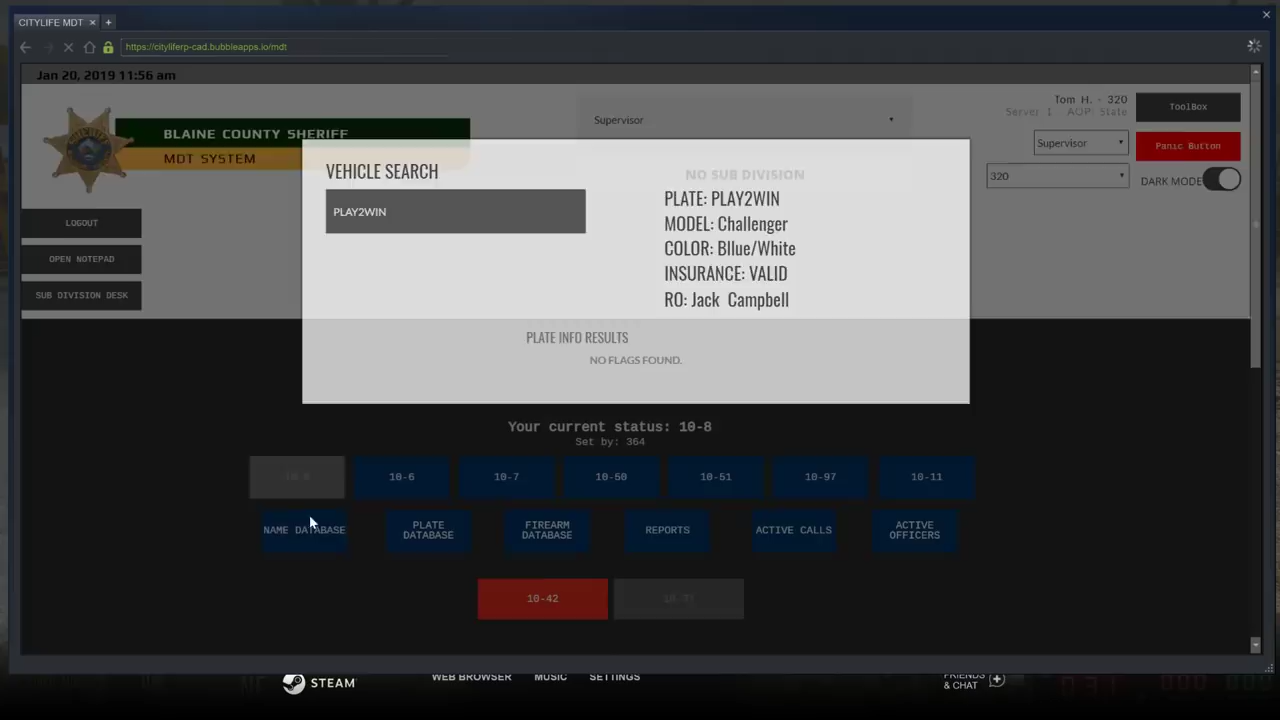 CITYLIFE MDT × +
https://cityliferp-cad.bubbleapps.io/mdt
Jan 20, 2019 11:56 am
BLAINE COUNTY SHERIFF
MDT SYSTEM
Supervisor
Tom H. - 320
Server 1 AOP: State
ToolBox
Supervisor
Panic Button
320
DARK MODE
LOGOUT
OPEN NOTEPAD
SUB DIVISION DESK
VEHICLE SEARCH
PLAY2WIN
NO SUB DIVISION
PLATE: PLAY2WIN
MODEL: Challenger
COLOR: Bllue/White
INSURANCE: VALID
RO: Jack Campbell
PLATE INFO RESULTS
NO FLAGS FOUND.
Your current status: 10-8
Set by: 364
10-8 10-6 10-7 10-50 10-51 10-97 10-11
NAME DATABASE
PLATE DATABASE
FIREARM DATABASE
REPORTS
ACTIVE CALLS
ACTIVE OFFICERS
10-42
STEAM
WEB BROWSER MUSIC SETTINGS
FRIENDS & CHAT